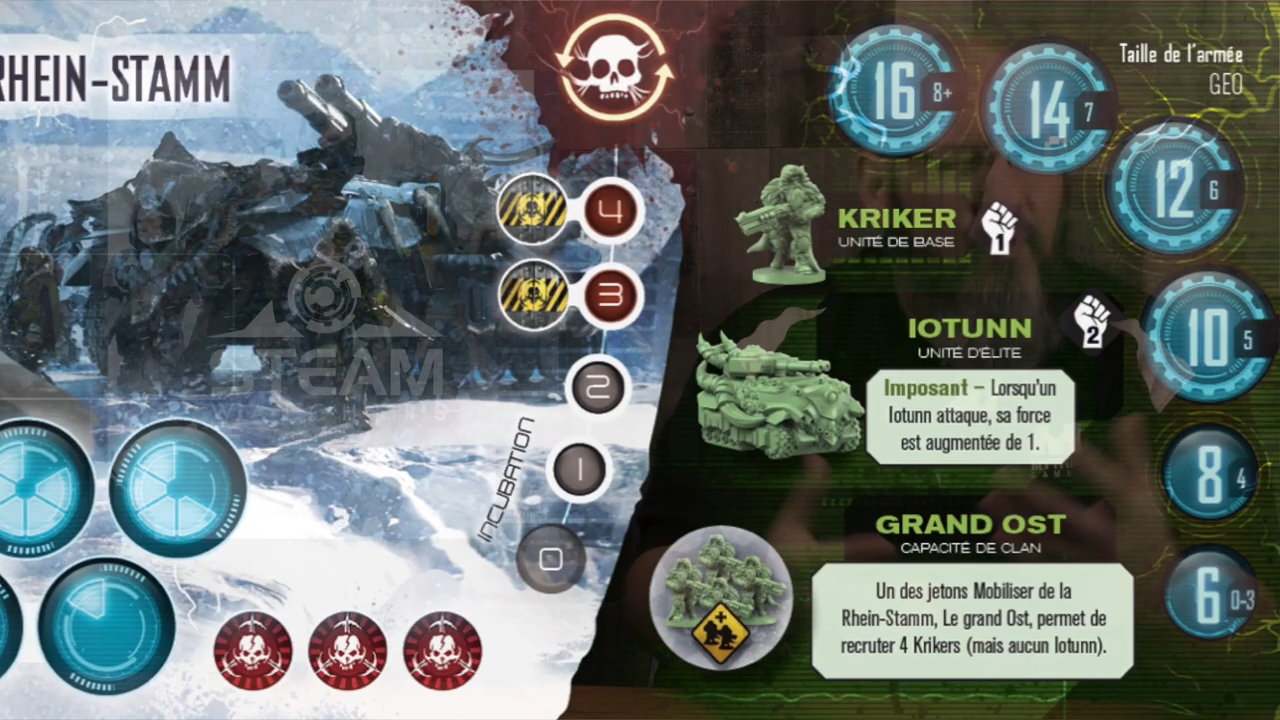 RHEIN-STAMM
Taille de l'armée
GEO
16 8+
14 7
12 6
10 5
8 4
6 0-3
4
3
2
1
0
INCUBATION
KRIKER
UNITÉ DE BASE
1
IOTUNN
UNITÉ D'ÉLITE
2
Imposant – Lorsqu'un
Iotunn attaque, sa force
est augmentée de 1.
GRAND OST
CAPACITÉ DE CLAN
Un des jetons Mobiliser de la
Rhein-Stamm, Le grand Ost, permet de
recruter 4 Krikers (mais aucun Iotunn).
STEAM